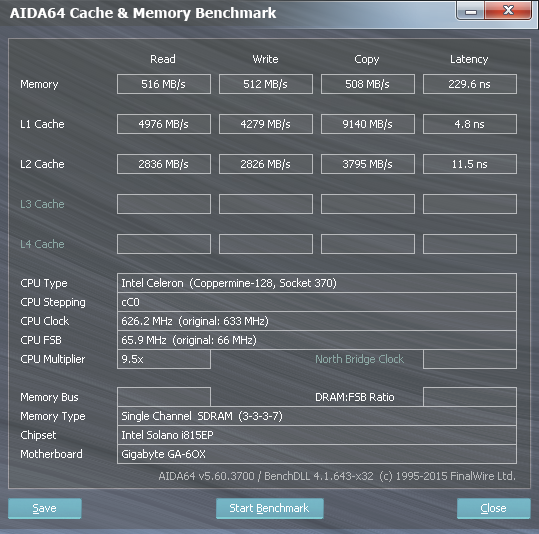 AIDA64 Cache & Memory Benchmark
Read Write Copy Latency
Memory 516 MB/s 512 MB/s 508 MB/s 229.6 ns
L1 Cache 4976 MB/s 4279 MB/s 9140 MB/s 4.8 ns
L2 Cache 2836 MB/s 2826 MB/s 3795 MB/s 11.5 ns
L3 Cache
L4 Cache
CPU Type Intel Celeron (Coppermine-128, Socket 370)
CPU Stepping cC0
CPU Clock 626.2 MHz (original: 633 MHz)
CPU FSB 65.9 MHz (original: 66 MHz)
CPU Multiplier 9.5x North Bridge Clock
Memory Bus DRAM:FSB Ratio
Memory Type Single Channel SDRAM (3-3-3-7)
Chipset Intel Solano i815EP
Motherboard Gigabyte GA-6OX
AIDA64 v5.60.3700 / BenchDLL 4.1.643-x32 (c) 1995-2015 FinalWire Ltd.
Save Start Benchmark Close